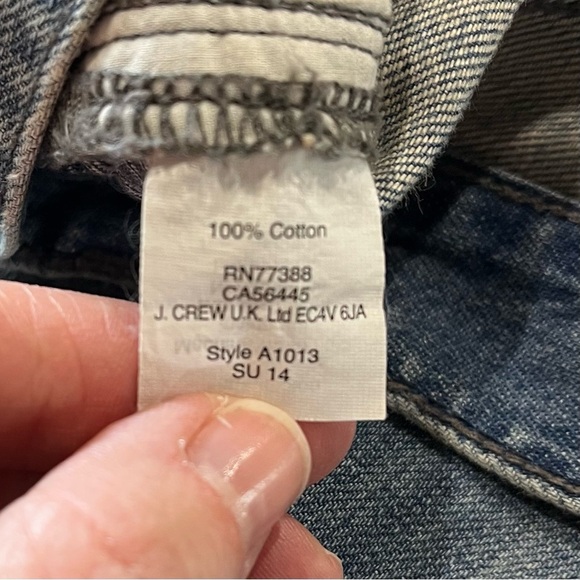 100% Cotton
RN77388
CA56445
J. CREW U.K. Ltd EC4V 6JA
Style A1013
SU 14